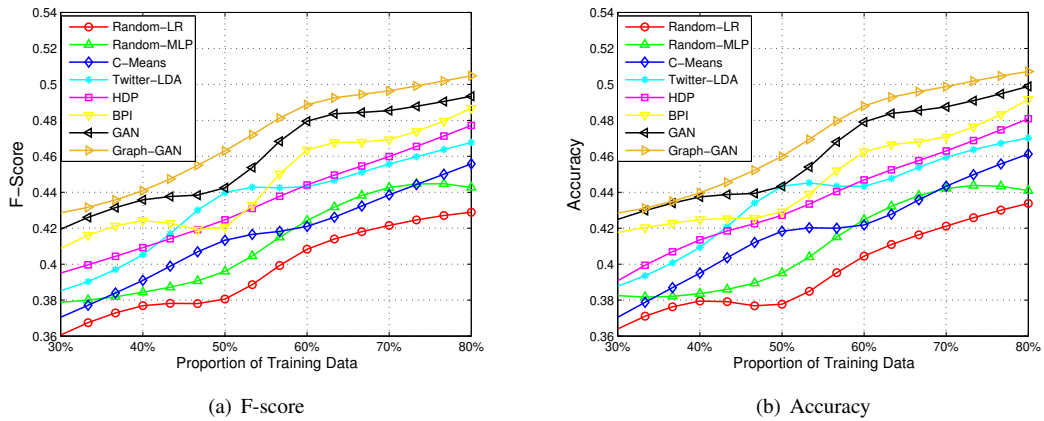 0.54
0.52
0.5
0.48
0.46
0.44
0.42
0.4
0.38
0.36
F−Score
Random−LR
Random−MLP
C−Means
Twitter−LDA
HDP
BPI
GAN
Graph−GAN
30% 40% 50% 60% 70% 80%
Proportion of Training Data
(a) F-score
0.54
0.52
0.5
0.48
0.46
0.44
0.42
0.4
0.38
0.36
Accuracy
Random−LR
Random−MLP
C−Means
Twitter−LDA
HDP
BPI
GAN
Graph−GAN
30% 40% 50% 60% 70% 80%
Proportion of Training Data
(b) Accuracy